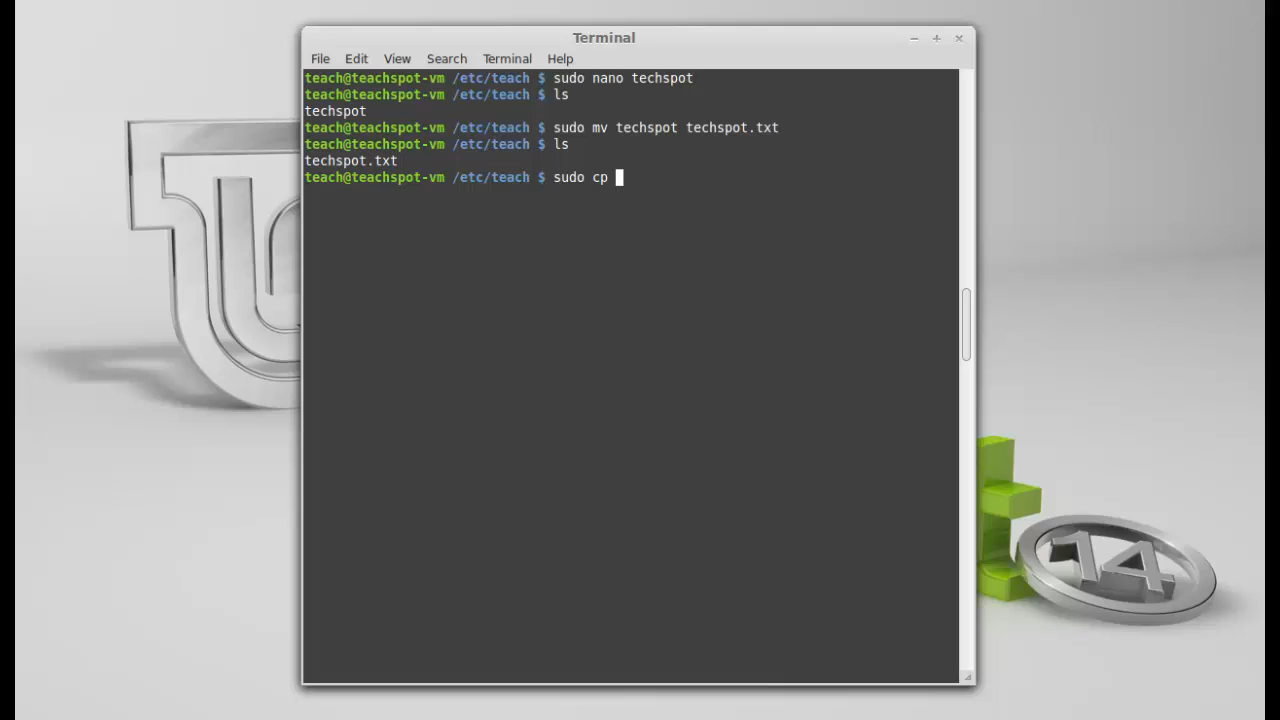 Terminal
File Edit View Search Terminal Help
teach@teachspot-vm /etc/teach $ sudo nano techspot
teach@teachspot-vm /etc/teach $ ls
techspot
teach@teachspot-vm /etc/teach $ sudo mv techspot techspot.txt
teach@teachspot-vm /etc/teach $ ls
techspot.txt
teach@teachspot-vm /etc/teach $ sudo cp
14